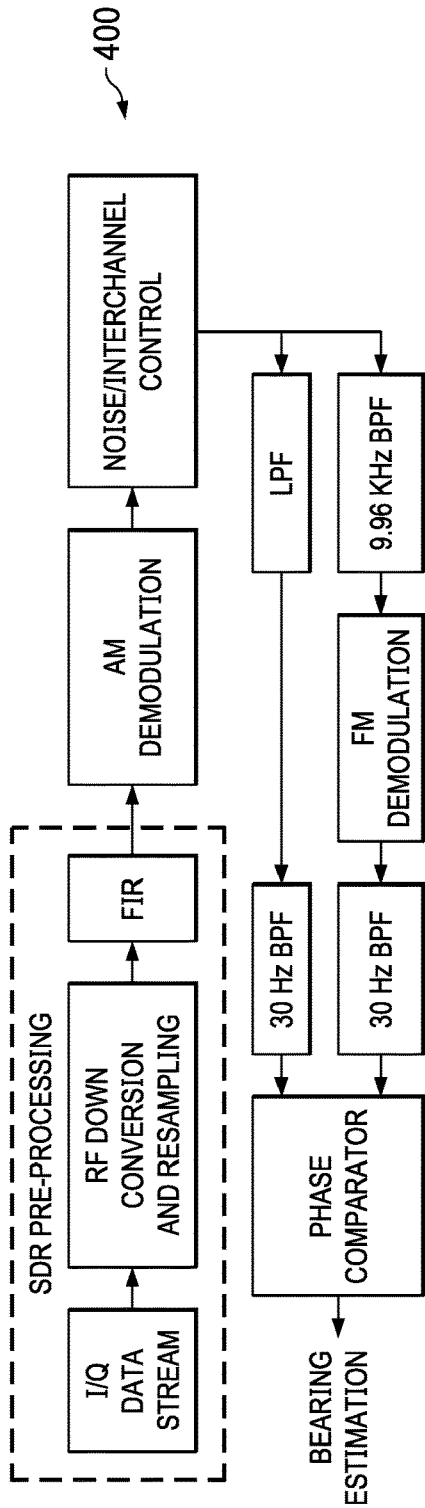 400
SDR PRE-PROCESSING
I/Q
DATA
STREAM
RF DOWN
CONVERSION
AND RESAMPLING
FIR
AM
DEMODULATION
NOISE/INTERCHANNEL
CONTROL
LPF
30 Hz BPF
9.96 KHz BPF
FM
DEMODULATION
30 Hz BPF
PHASE
COMPARATOR
BEARING
ESTIMATION